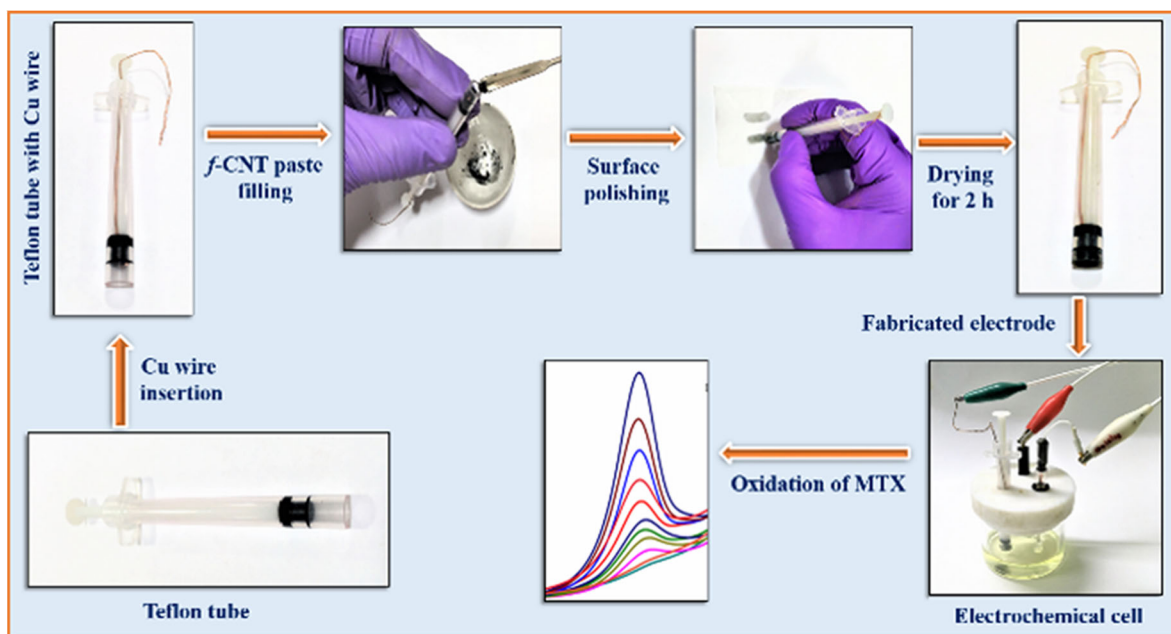 Teflon tube with Cu wire
f-CNT paste
filling
Surface
polishing
Drying
for 2 h
Fabricated electrode
Cu wire
insertion
Oxidation of MTX
Teflon tube
Electrochemical cell